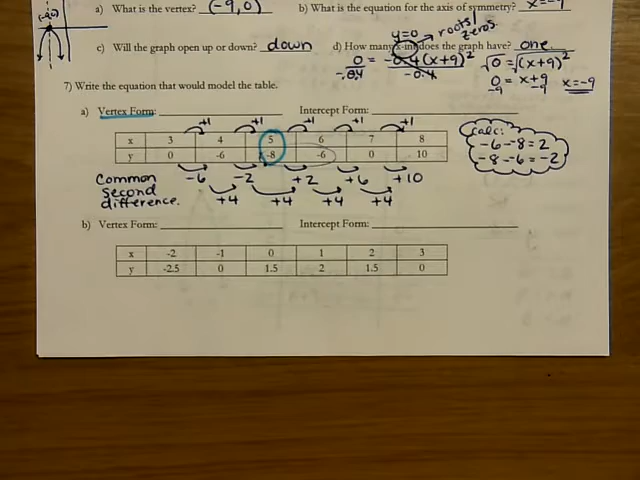 a) What is the vertex? (-9,0) b) What is the equation for the axis of symmetry?
(-9,0)
y=0 → roots/
zeros.
c) Will the graph open up or down? down d) How many x-int does the graph have? one
0 = -0.4(x+9)²
-0.4 -0.4
√0 = √(x+9)²
0 = x+9
-9 -9
x=-9
7) Write the equation that would model the table.
a) Vertex Form: Intercept Form:
+1 +1 +1 +1 +1
x 3 4 5 6 7 8
y 0 -6 -8 -6 0 10
-6 -2 +2 +6 +10
+4 +4 +4 +4
Common
second
difference.
calc:
-6--8=2
-8--6=-2
b) Vertex Form: Intercept Form:
x -2 -1 0 1 2 3
y -2.5 0 1.5 2 1.5 0